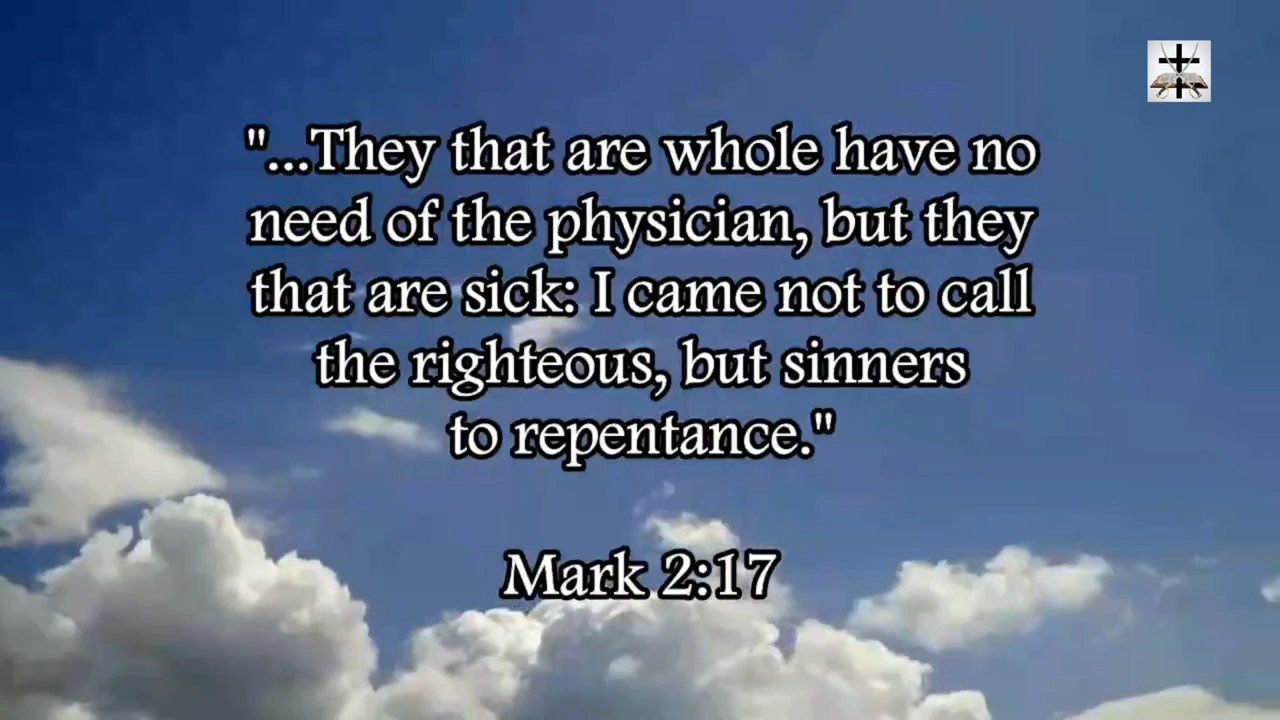 "...They that are whole have no
need of the physician, but they
that are sick: I came not to call
the righteous, but sinners
to repentance."
Mark 2:17